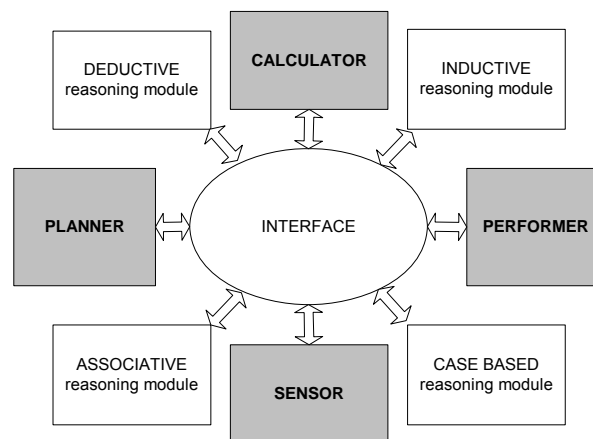 DEDUCTIVE
reasoning module
CALCULATOR
INDUCTIVE
reasoning module
PLANNER
INTERFACE
PERFORMER
ASSOCIATIVE
reasoning module
SENSOR
CASE BASED
reasoning module